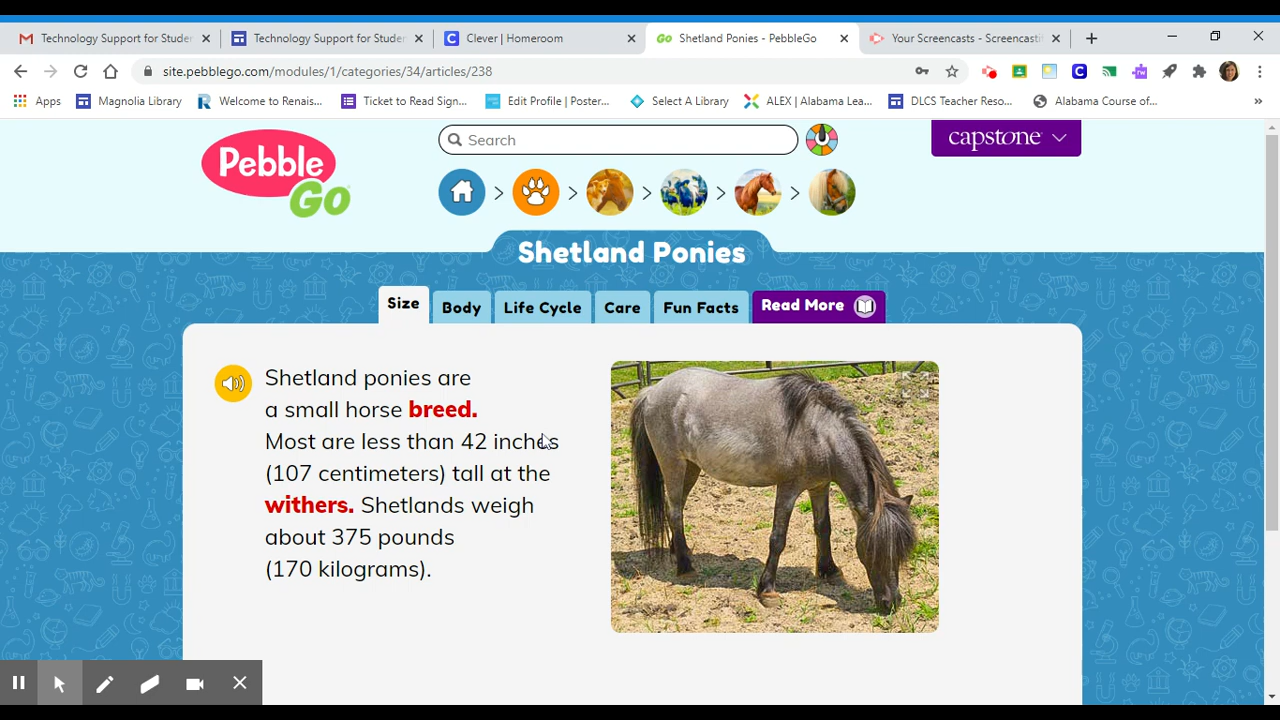 Technology Support for Studen
Technology Support for Studen
Clever | Homeroom
Shetland Ponies - PebbleGo
Your Screencasts - Screencastif
site.pebblego.com/modules/1/categories/34/articles/238
Apps
Magnolia Library
Welcome to Renais...
Ticket to Read Sign...
Edit Profile | Poster...
Select A Library
ALEX | Alabama Lea...
DLCS Teacher Reso...
Alabama Course of...
»
Pebble
Go
Search
capstone
Shetland Ponies
Size
Body
Life Cycle
Care
Fun Facts
Read More
Shetland ponies are
a small horse breed.
Most are less than 42 inches
(107 centimeters) tall at the
withers. Shetlands weigh
about 375 pounds
(170 kilograms).